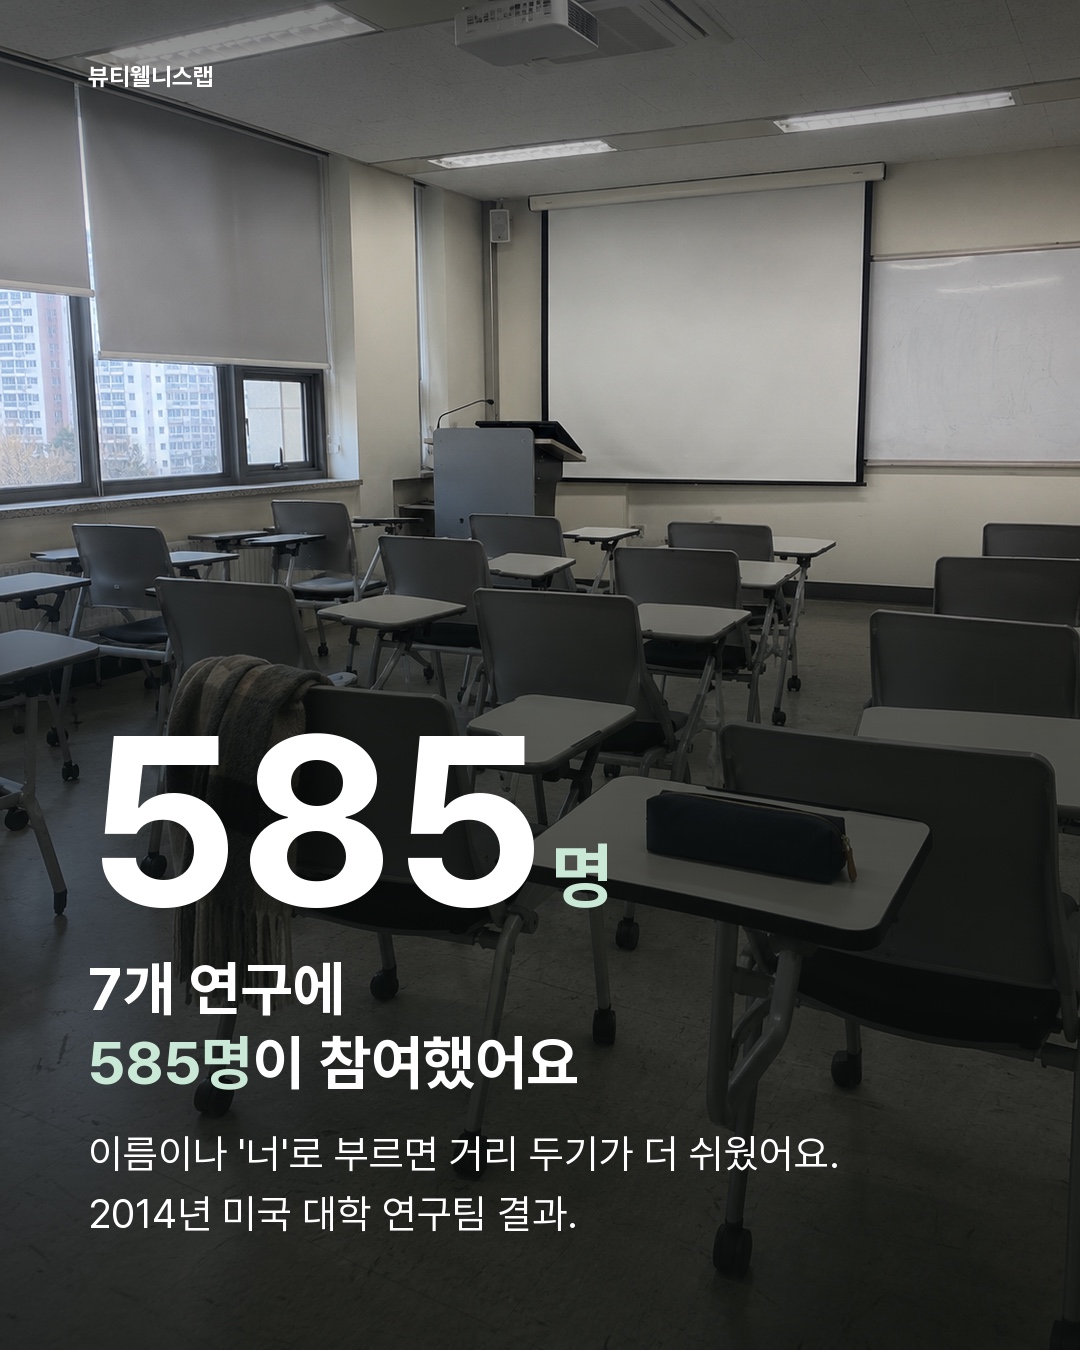 뷰티웰니스랩
585명
7개 연구에
585명이 참여했어요
이름이나 '너'로 부르면 거리 두기가 더 쉬웠어요.
2014년 미국 대학 연구팀 결과.